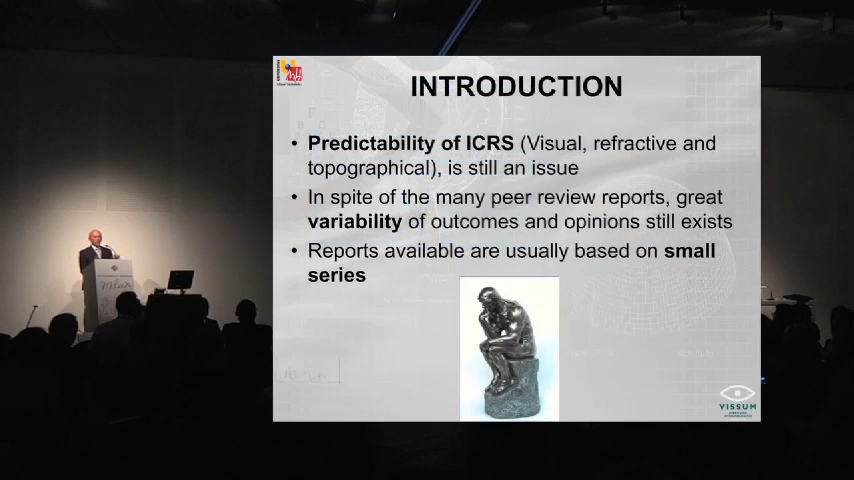 INTRODUCTION
• Predictability of ICRS (Visual, refractive and
topographical), is still an issue
• In spite of the many peer review reports, great
variability of outcomes and opinions still exists
• Reports available are usually based on small
series
VISSUM
milan